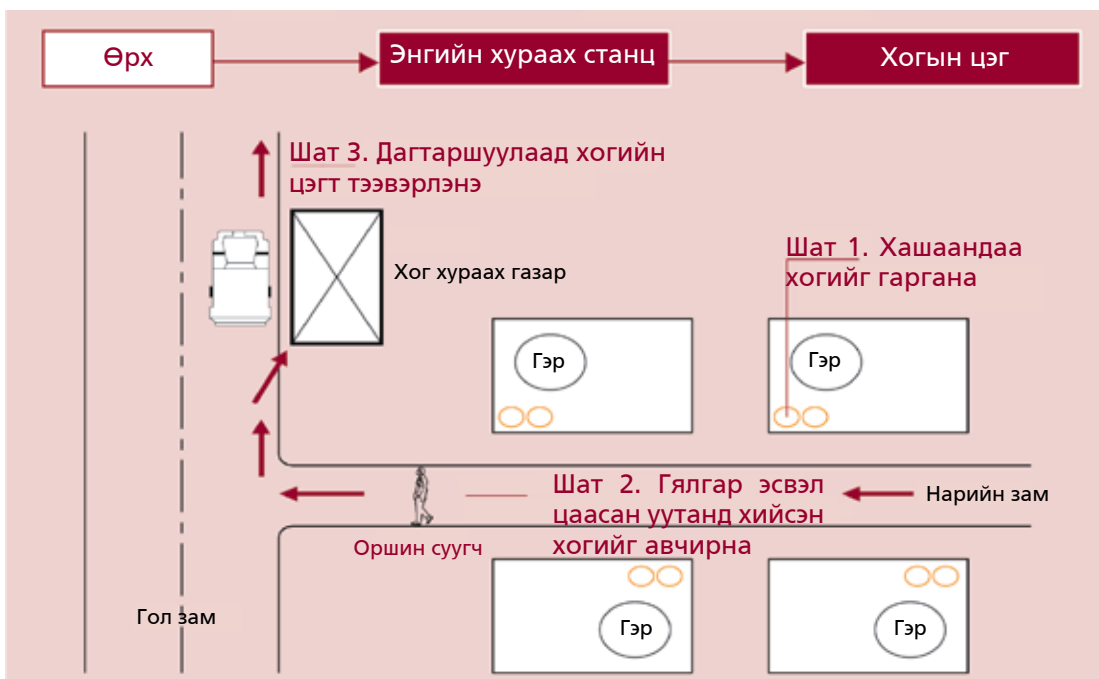 Өрх
Энгийн хураах станц
Хогын цэг
Шат 3. Дагтаршуулаад хогийн
цэгт тээвэрлэнэ
Хог хураах газар
Шат 1. Хашаандаа
хогийг гаргана
Гэр
Гэр
Шат 2. Гялгар эсвэл
цаасан уутанд хийсэн
хогийг авчирна
Нарийн зам
Оршин суугч
Гол зам
Гэр
Гэр